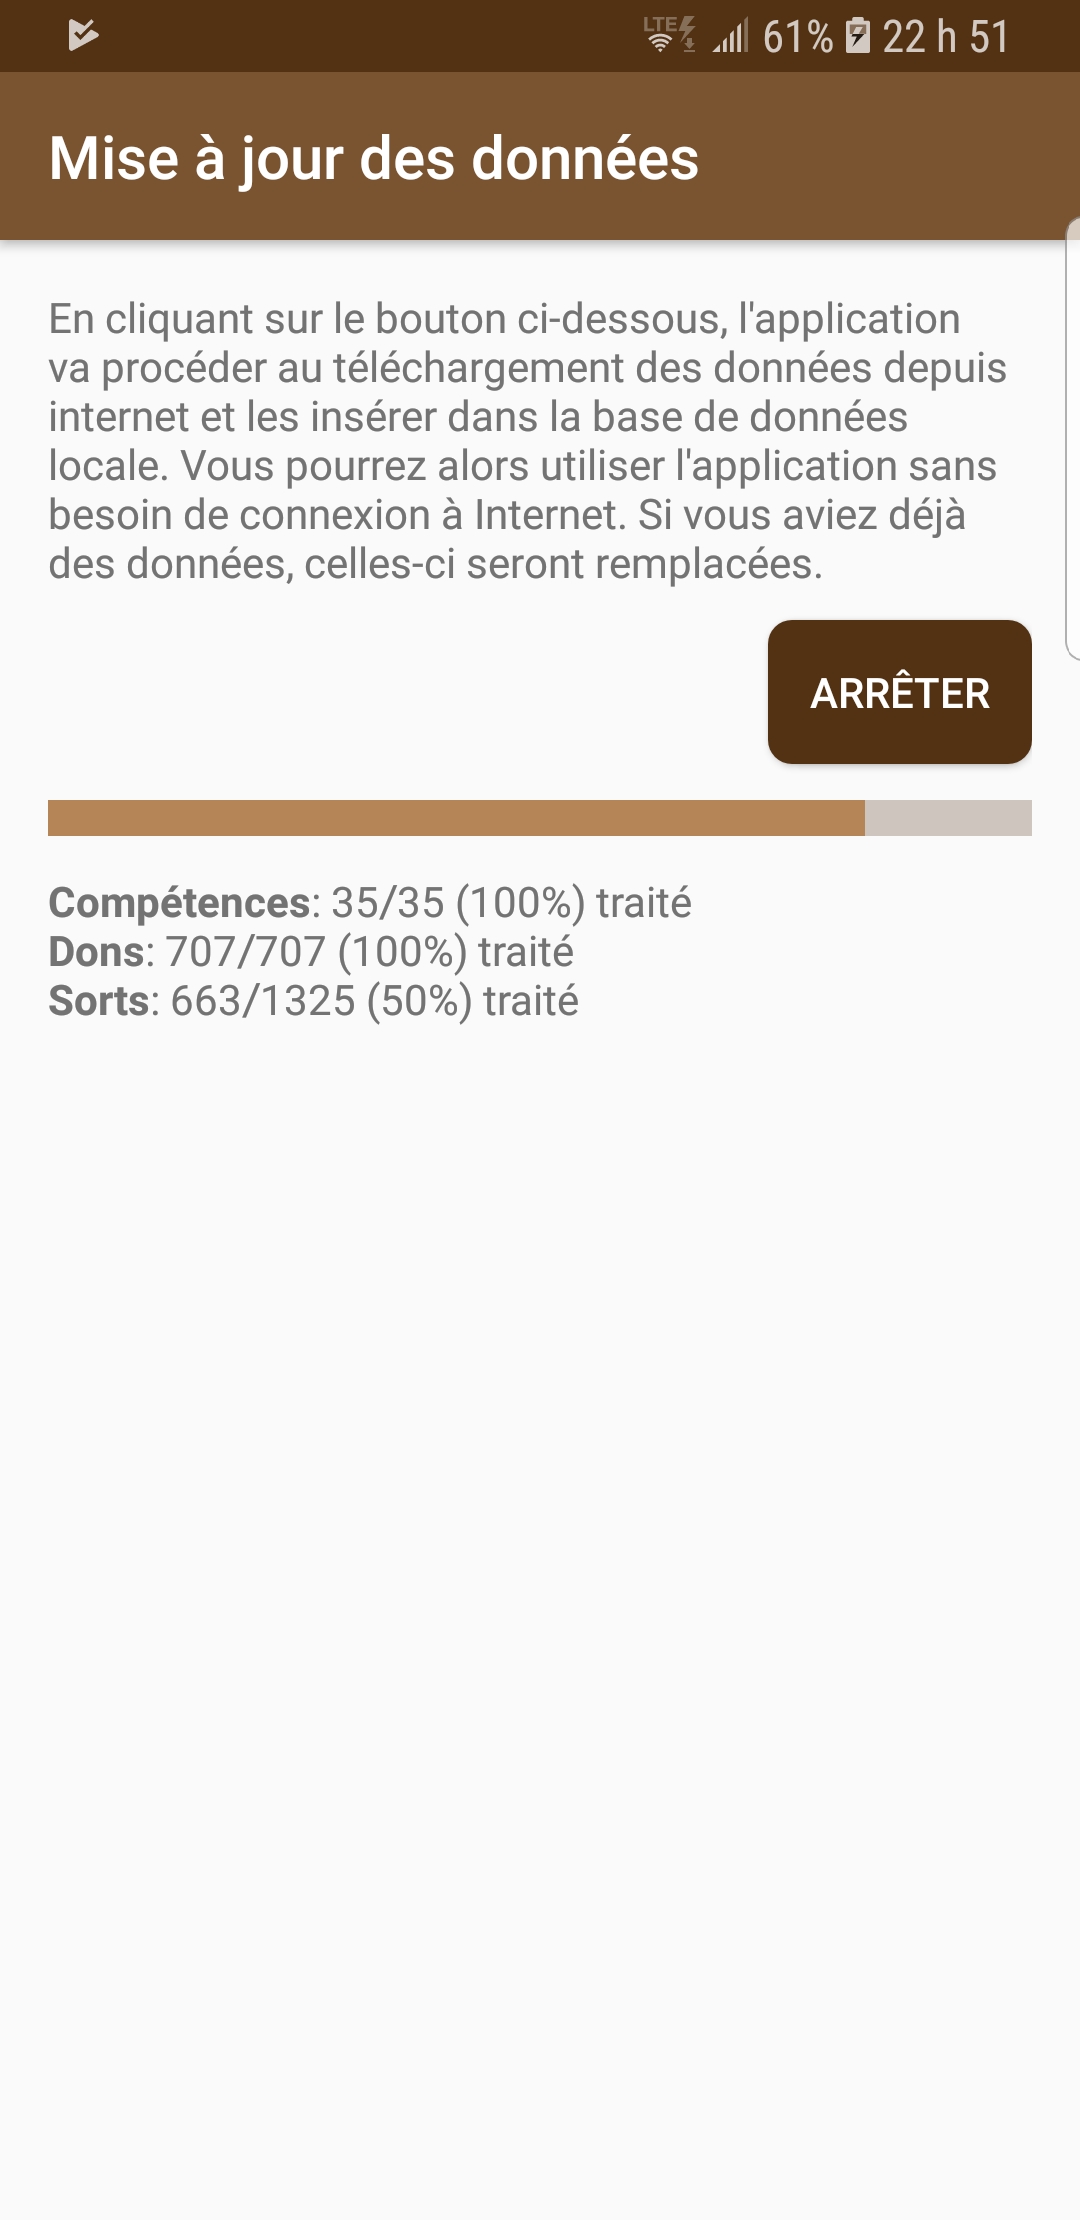 LTE 61% 22 h 51
Mise à jour des données
En cliquant sur le bouton ci-dessous, l'application
va procéder au téléchargement des données depuis
internet et les insérer dans la base de données
locale. Vous pourrez alors utiliser l'application sans
besoin de connexion à Internet. Si vous aviez déjà
des données, celles-ci seront remplacées.
ARRÊTER
Compétences: 35/35 (100%) traité
Dons: 707/707 (100%) traité
Sorts: 663/1325 (50%) traité